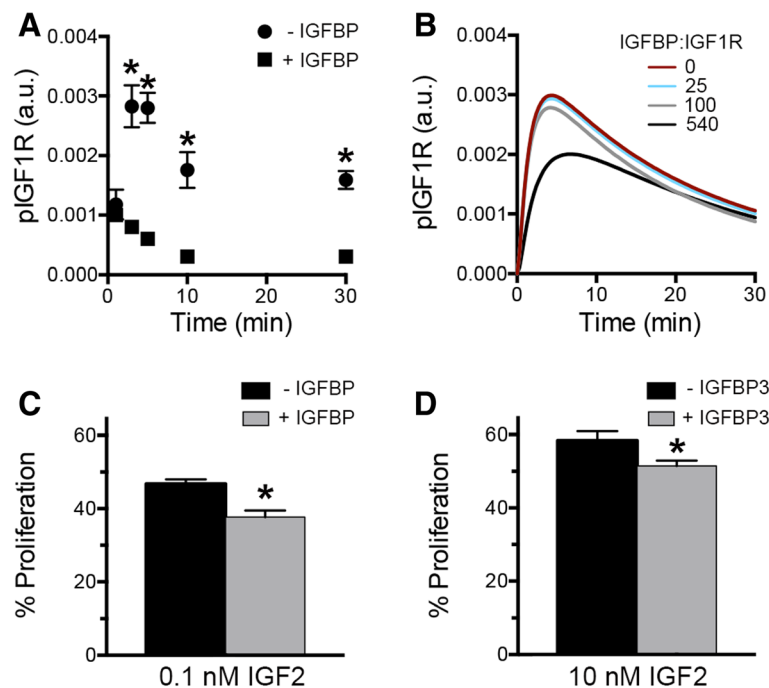 A
- IGFBP
+ IGFBP
pIGF1R (a.u.)
0.004
0.003
0.002
0.001
0.000
* * * *
0 10 20 30
Time (min)
B
IGFBP:IGF1R
0
25
100
540
pIGF1R (a.u.)
0.004
0.003
0.002
0.001
0.000
0 10 20 30
Time (min)
C
- IGFBP
+ IGFBP
% Proliferation
60
40
20
0
*
0.1 nM IGF2
D
- IGFBP3
+ IGFBP3
% Proliferation
60
40
20
0
*
10 nM IGF2